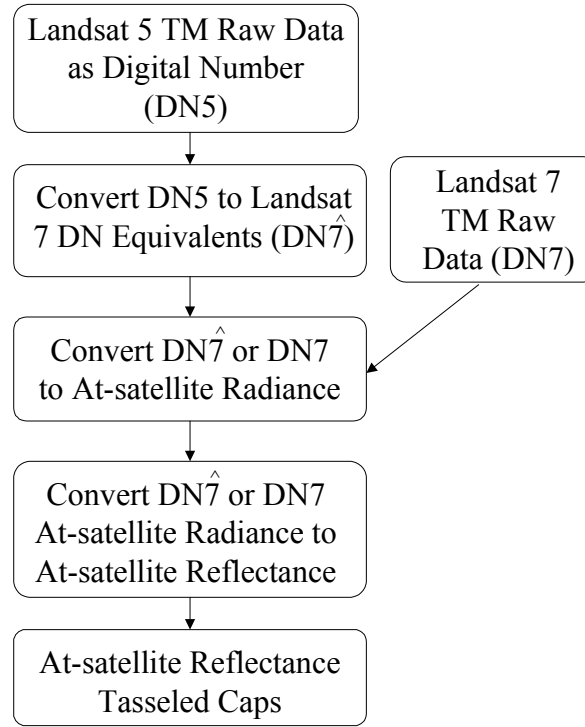 Landsat 5 TM Raw Data
as Digital Number
(DN5)
Convert DN5 to Landsat
7 DN Equivalents (DN7̂)
Landsat 7
TM Raw
Data (DN7)
Convert DN7̂ or DN7
to At-satellite Radiance
Convert DN7̂ or DN7
At-satellite Radiance to
At-satellite Reflectance
At-satellite Reflectance
Tasseled Caps